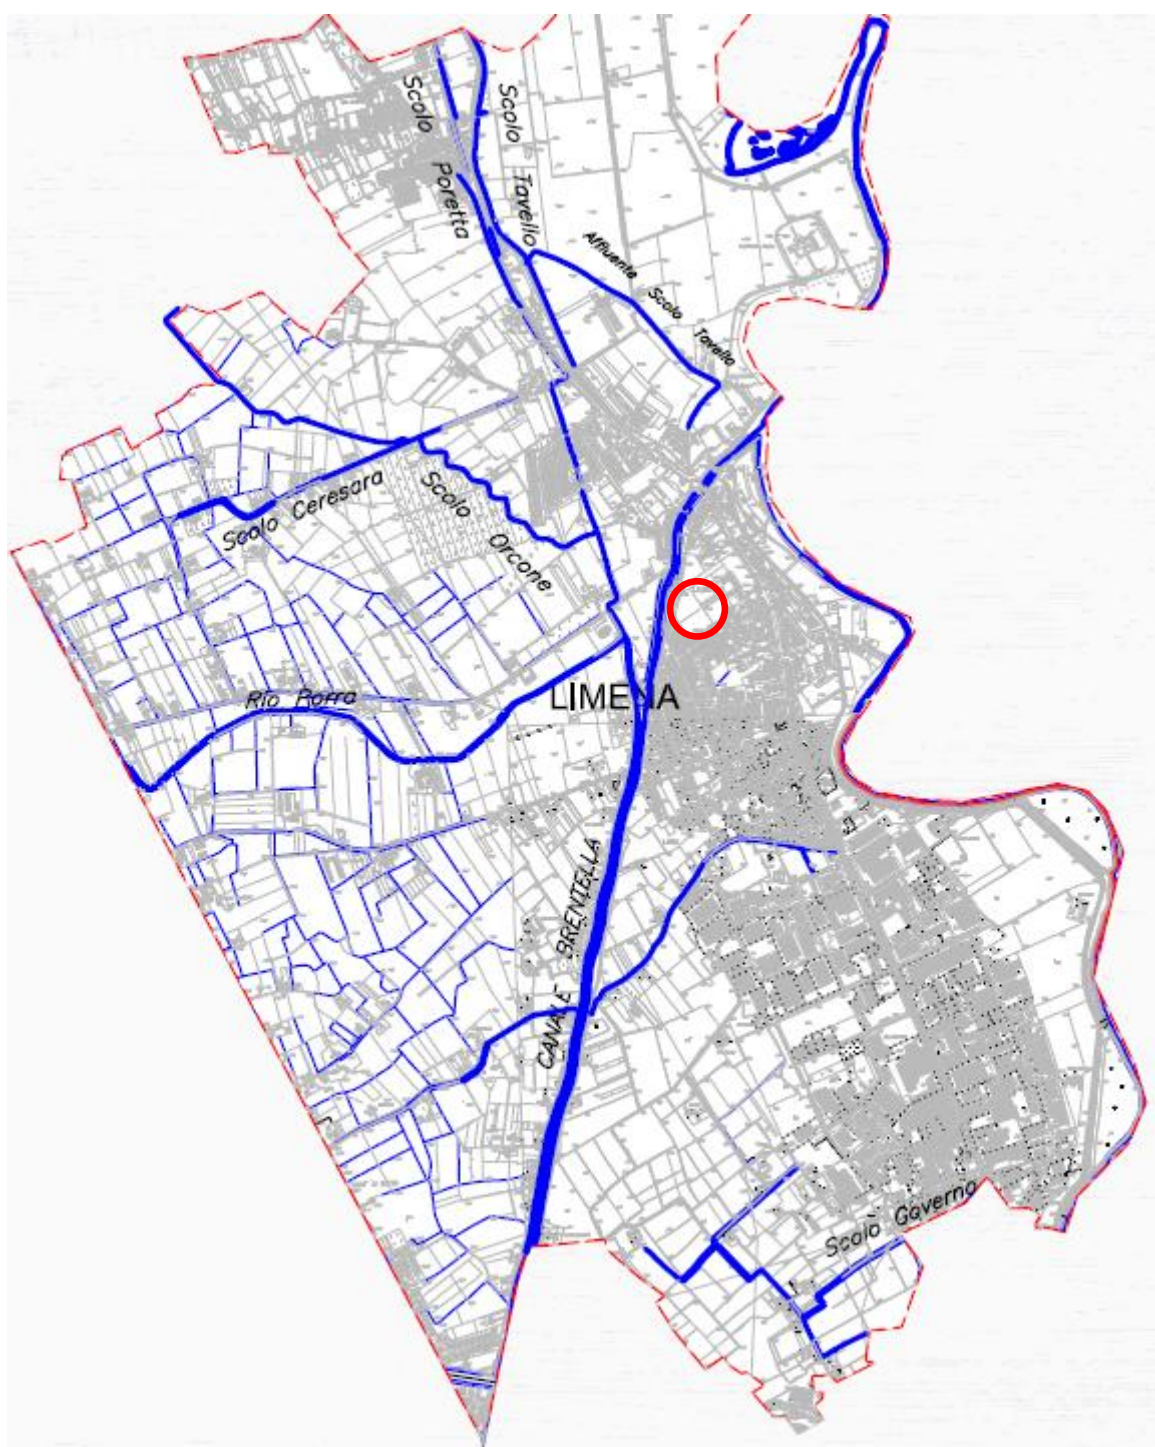 Scolo
Poretta
Scolo
Tavello
Affluente Scolo Tavello
Scolo Ceresara
Scolo Orcone
Rio Porra
LIMENA
CANALE BRENTELLA
Scolo Governo